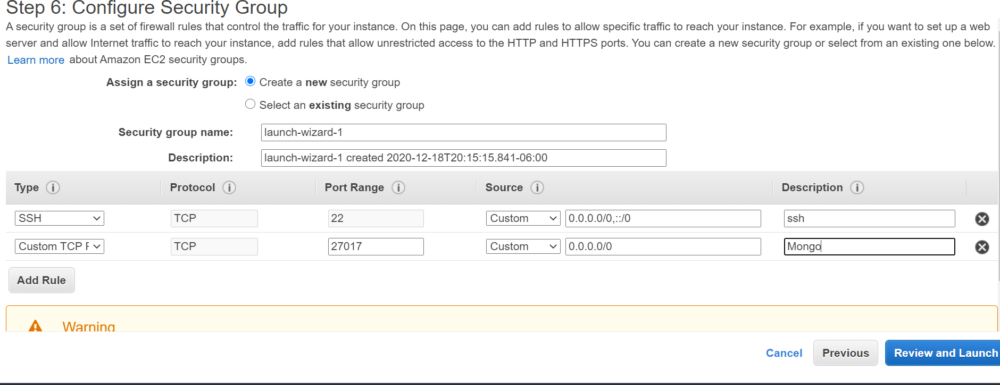 Step 6: Configure Security Group
A security group is a set of firewall rules that control the traffic for your instance. On this page, you can add rules to allow specific traffic to reach your instance. For example, if you want to set up a web
server and allow Internet traffic to reach your instance, add rules that allow unrestricted access to the HTTP and HTTPS ports. You can create a new security group or select from an existing one below.
Learn more about Amazon EC2 security groups.
Assign a security group: Create a new security group
Select an existing security group
Security group name: launch-wizard-1
Description: launch-wizard-1 created 2020-12-18T20:15:15.841-06:00
Type i Protocol i Port Range i Source i Description i
SSH TCP 22 Custom 0.0.0.0/0,::/0 ssh
Custom TCP TCP 27017 Custom 0.0.0.0/0 Mongo
Add Rule
Warning
Cancel Previous Review and Launch